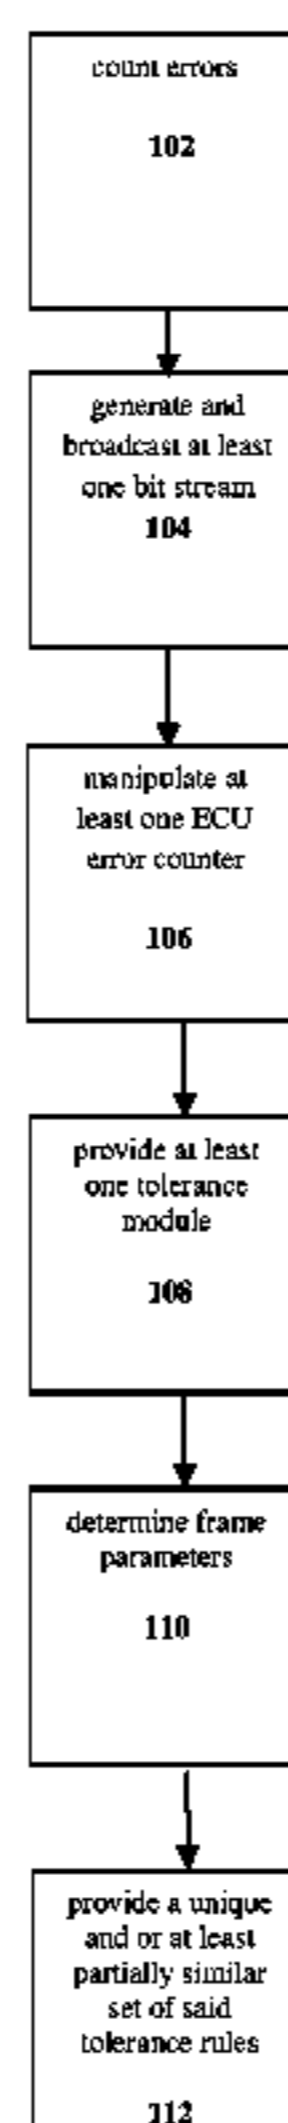 count errors
102
generate and
broadcast at least
one bit stream
104
manipulate at
least one ECU
error counter
106
provide at least
one tolerance
module
108
determine frame
parameters
110
provide a unique
and or at least
partially similar
set of said
tolerance rules
112